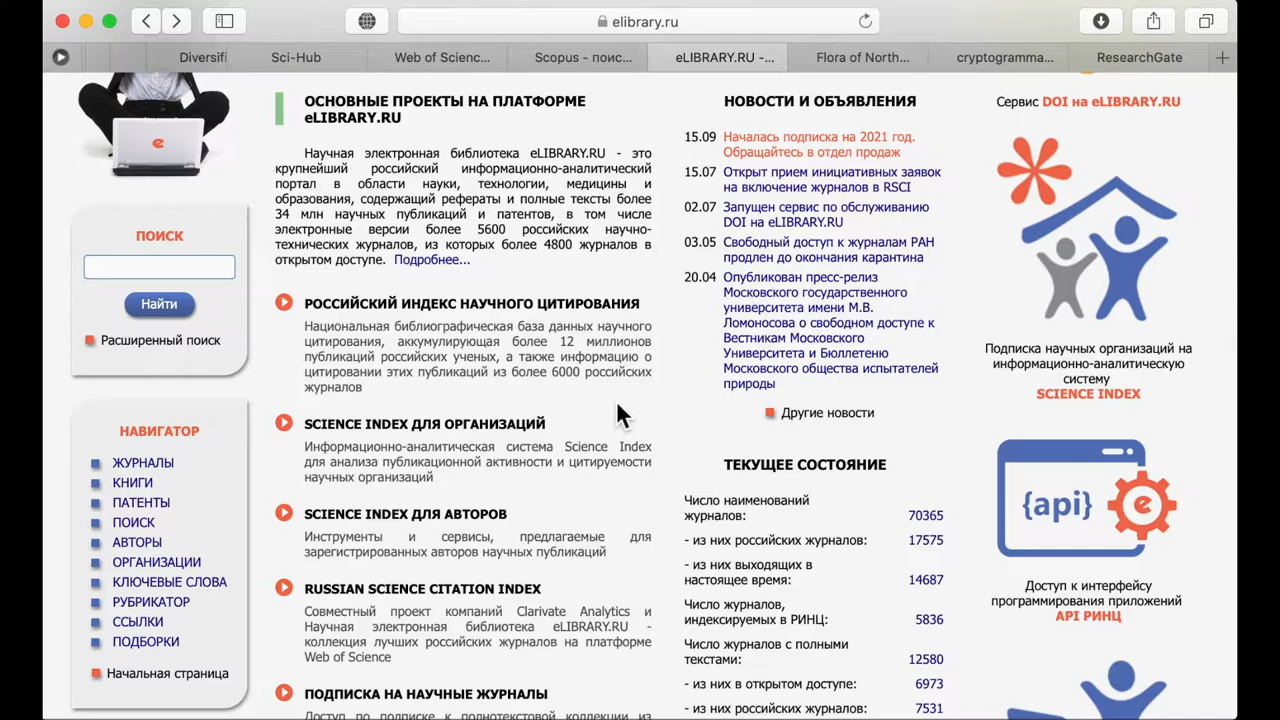 elibrary.ru
Diversifi
Sci-Hub
Web of Scienc...
Scopus - поис...
eLIBRARY.RU -...
Flora of North...
cryptogramma...
ResearchGate
ПОИСК
Найти
Расширенный поиск
НАВИГАТОР
ЖУРНАЛЫ
КНИГИ
ПАТЕНТЫ
ПОИСК
АВТОРЫ
ОРГАНИЗАЦИИ
КЛЮЧЕВЫЕ СЛОВА
РУБРИКАТОР
ССЫЛКИ
ПОДБОРКИ
Начальная страница
ОСНОВНЫЕ ПРОЕКТЫ НА ПЛАТФОРМЕ
eLIBRARY.RU
Научная электронная библиотека eLIBRARY.RU - это
крупнейший российский информационно-аналитический
портал в области науки, технологии, медицины и
образования, содержащий рефераты и полные тексты более
34 млн научных публикаций и патентов, в том числе
электронные версии более 5600 российских научно-
технических журналов, из которых более 4800 журналов в
открытом доступе. Подробнее...
РОССИЙСКИЙ ИНДЕКС НАУЧНОГО ЦИТИРОВАНИЯ
Национальная библиографическая база данных научного
цитирования, аккумулирующая более 12 миллионов
публикаций российских ученых, а также информацию о
цитировании этих публикаций из более 6000 российских
журналов
SCIENCE INDEX ДЛЯ ОРГАНИЗАЦИЙ
Информационно-аналитическая система Science Index
для анализа публикационной активности и цитируемости
научных организаций
SCIENCE INDEX ДЛЯ АВТОРОВ
Инструменты и сервисы, предлагаемые для
зарегистрированных авторов научных публикаций
RUSSIAN SCIENCE CITATION INDEX
Совместный проект компаний Clarivate Analytics и
Научная электронная библиотека eLIBRARY.RU -
коллекция лучших российских журналов на платформе
Web of Science
ПОДПИСКА НА НАУЧНЫЕ ЖУРНАЛЫ
Доступ по подписке к полнотекстовой коллекции из
НОВОСТИ И ОБЪЯВЛЕНИЯ
15.09 Началась подписка на 2021 год.
Обращайтесь в отдел продаж
15.07 Открыт прием инициативных заявок
на включение журналов в RSCI
02.07 Запущен сервис по обслуживанию
DOI на eLIBRARY.RU
03.05 Свободный доступ к журналам РАН
продлен до окончания карантина
20.04 Опубликован пресс-релиз
Московского государственного
университета имени М.В.
Ломоносова о свободном доступе к
Вестникам Московского
Университета и Бюллетеню
Московского общества испытателей
природы
Другие новости
ТЕКУЩЕЕ СОСТОЯНИЕ
Число наименований
журналов: 70365
- из них российских журналов: 17575
- из них выходящих в
настоящее время: 14687
Число журналов,
индексируемых в РИНЦ: 5836
Число журналов с полными
текстами: 12580
- из них в открытом доступе: 6973
- из них российских журналов: 7531
Сервис DOI на eLIBRARY.RU
Подписка научных организаций на
информационно-аналитическую
систему
SCIENCE INDEX
{api}
e
Доступ к интерфейсу
программирования приложений
API РИНЦ